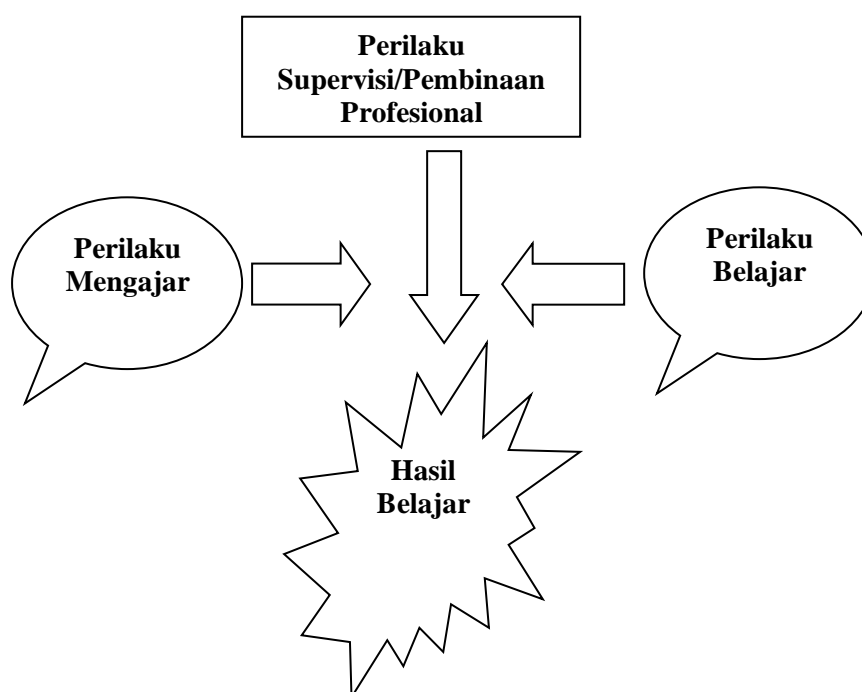 Perilaku
Supervisi/Pembinaan
Profesional
Perilaku
Mengajar
Perilaku
Belajar
Hasil
Belajar